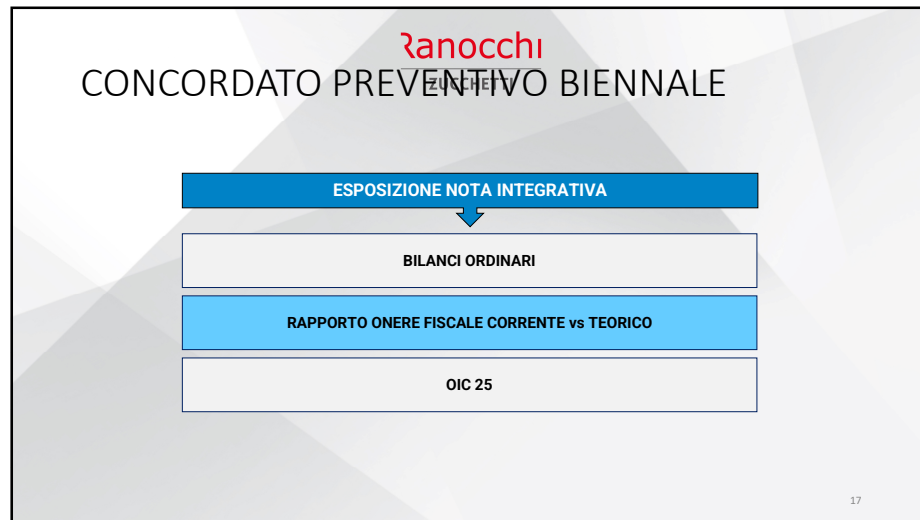 Ranocchi
ZUCCHETTI
CONCORDATO PREVENTIVO BIENNALE
ESPOSIZIONE NOTA INTEGRATIVA
BILANCI ORDINARI
RAPPORTO ONERE FISCALE CORRENTE vs TEORICO
OIC 25
17